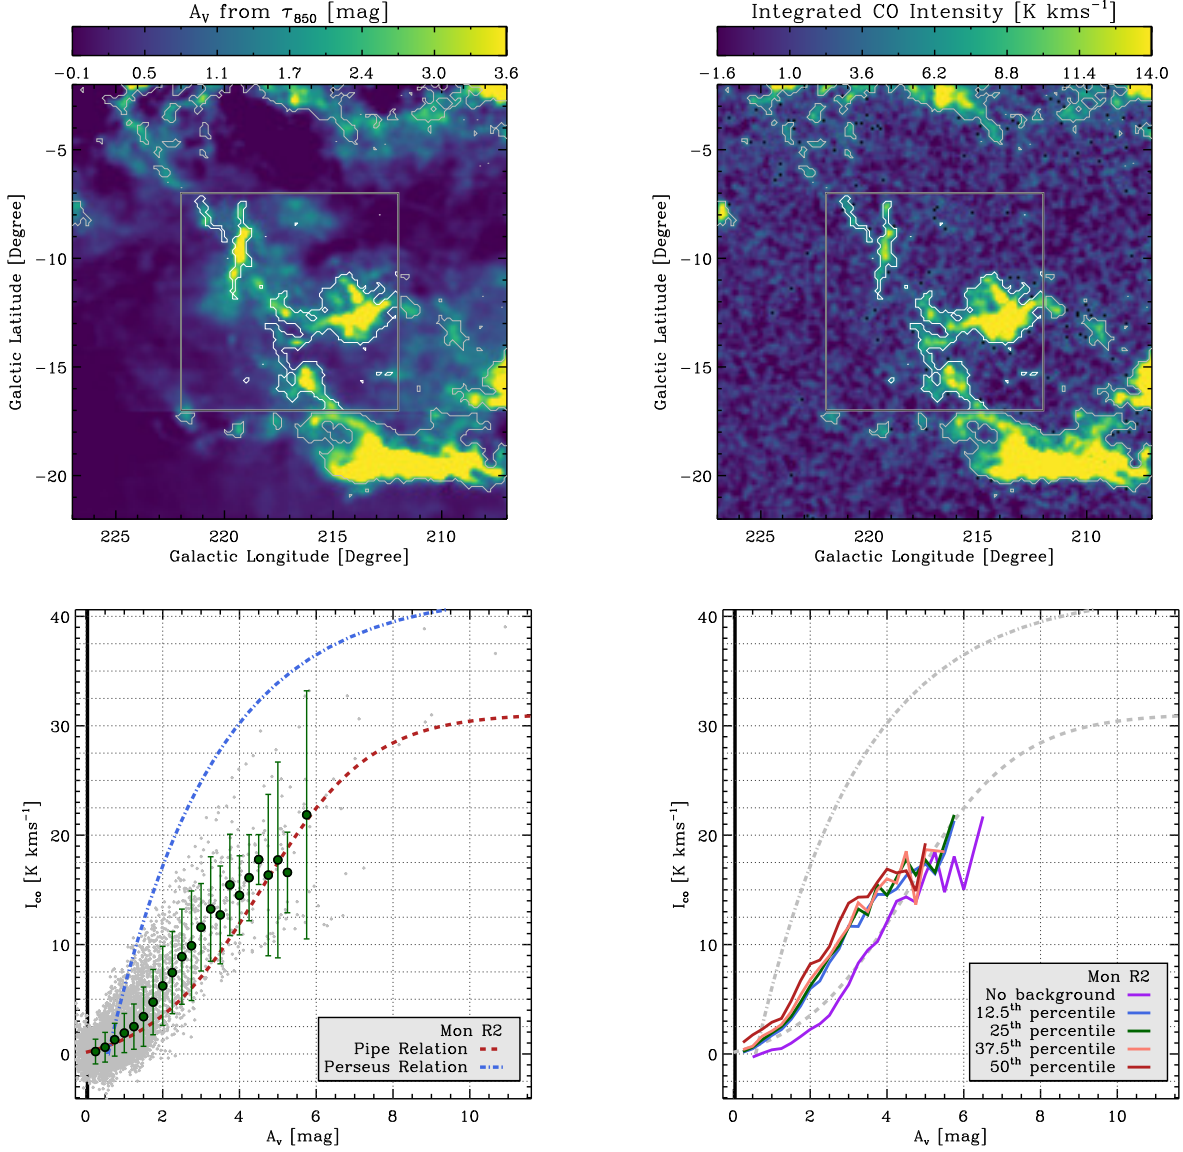 A_V from τ_850 [mag]
−0.1 0.5 1.1 1.7 2.4 3.0 3.6
−5
−10
−15
−20
Galctic Latitude [Degree]
225 220 215 210
Galactic Longitude [Degree]
Integrated CO Intensity [K kms⁻¹]
−1.6 1.0 3.6 6.2 8.8 11.4 14.0
−5
−10
−15
−20
Galctic Latitude [Degree]
225 220 215 210
Galactic Longitude [Degree]
40
30
20
10
0
I_co [K kms⁻¹]
Mon R2
Pipe Relation
Perseus Relation
0 2 4 6 8 10
A_v [mag]
40
30
20
10
0
I_co [K kms⁻¹]
Mon R2
No background
12.5th percentile
25th percentile
37.5th percentile
50th percentile
0 2 4 6 8 10
A_v [mag]